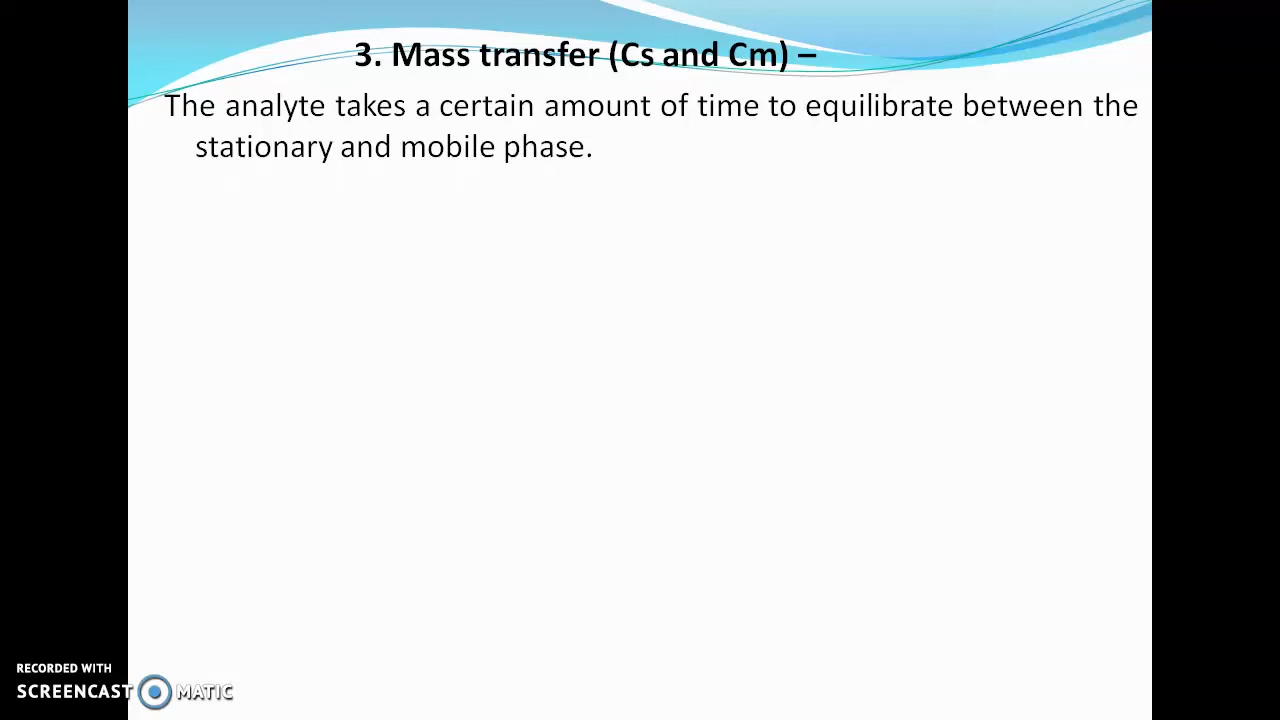 3. Mass transfer (Cs and Cm) –
The analyte takes a certain amount of time to equilibrate between the
stationary and mobile phase.
RECORDED WITH
SCREENCAST MATIC